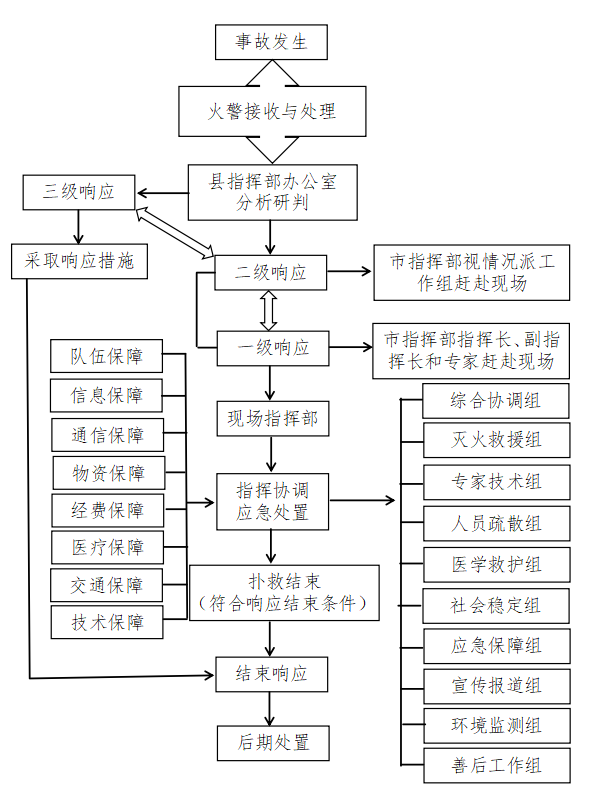 事故发生
火警接收与处理
县指挥部办公室
分析研判
三级响应
采取响应措施
二级响应
市指挥部视情况派工
作组赶赴现场
一级响应
市指挥部指挥长、副指
挥长和专家赶赴现场
队伍保障
信息保障
通信保障
物资保障
经费保障
医疗保障
交通保障
技术保障
现场指挥部
指挥协调
应急处置
综合协调组
灭火救援组
专家技术组
人员疏散组
医学救护组
社会稳定组
应急保障组
宣传报道组
环境监测组
善后工作组
扑救结束
（符合响应结束条件）
结束响应
后期处置